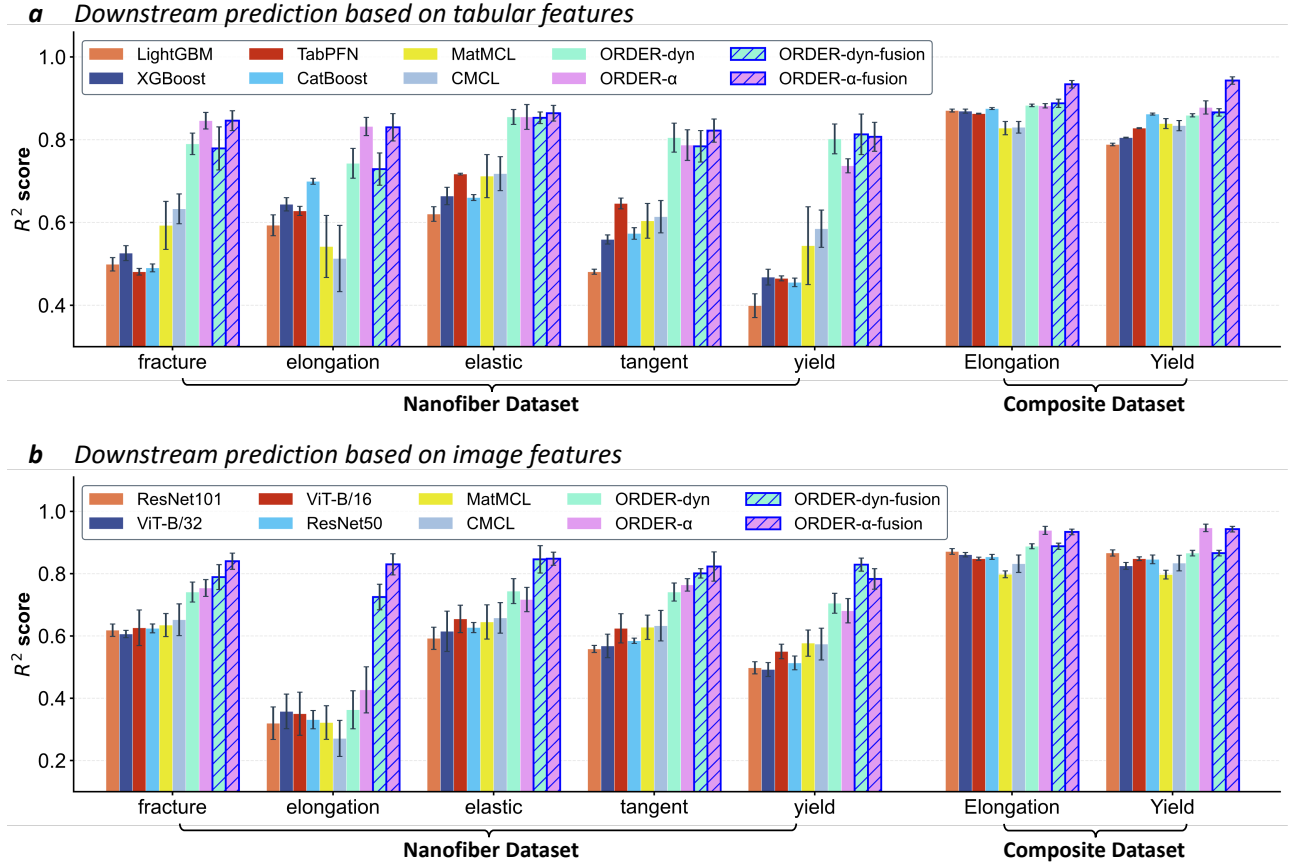 a Downstream prediction based on tabular features
LightGBM TabPFN MatMCL ORDER-dyn ORDER-dyn-fusion
XGBoost CatBoost CMCL ORDER-α ORDER-α-fusion
R² score
1.0
0.8
0.6
0.4
fracture elongation elastic tangent yield Elongation Yield
Nanofiber Dataset Composite Dataset
b Downstream prediction based on image features
ResNet101 ViT-B/16 MatMCL ORDER-dyn ORDER-dyn-fusion
ViT-B/32 ResNet50 CMCL ORDER-α ORDER-α-fusion
R² score
1.0
0.8
0.6
0.4
0.2
fracture elongation elastic tangent yield Elongation Yield
Nanofiber Dataset Composite Dataset